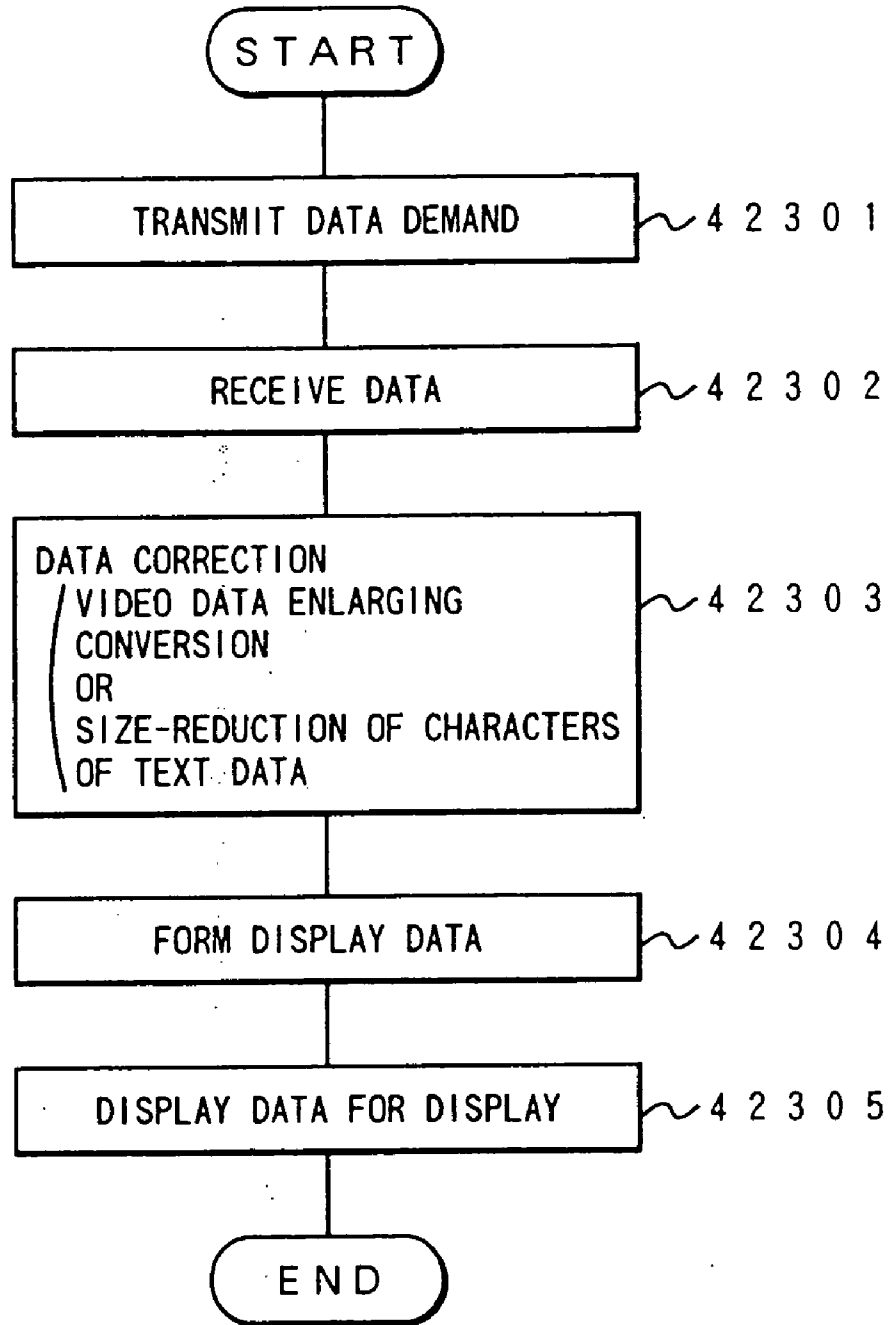 START
TRANSMIT DATA DEMAND
42301
RECEIVE DATA
42302
DATA CORRECTION
VIDEO DATA ENLARGING
CONVERSION
OR
SIZE-REDUCTION OF CHARACTERS
OF TEXT DATA
42303
FORM DISPLAY DATA
42304
DISPLAY DATA FOR DISPLAY
42305
END